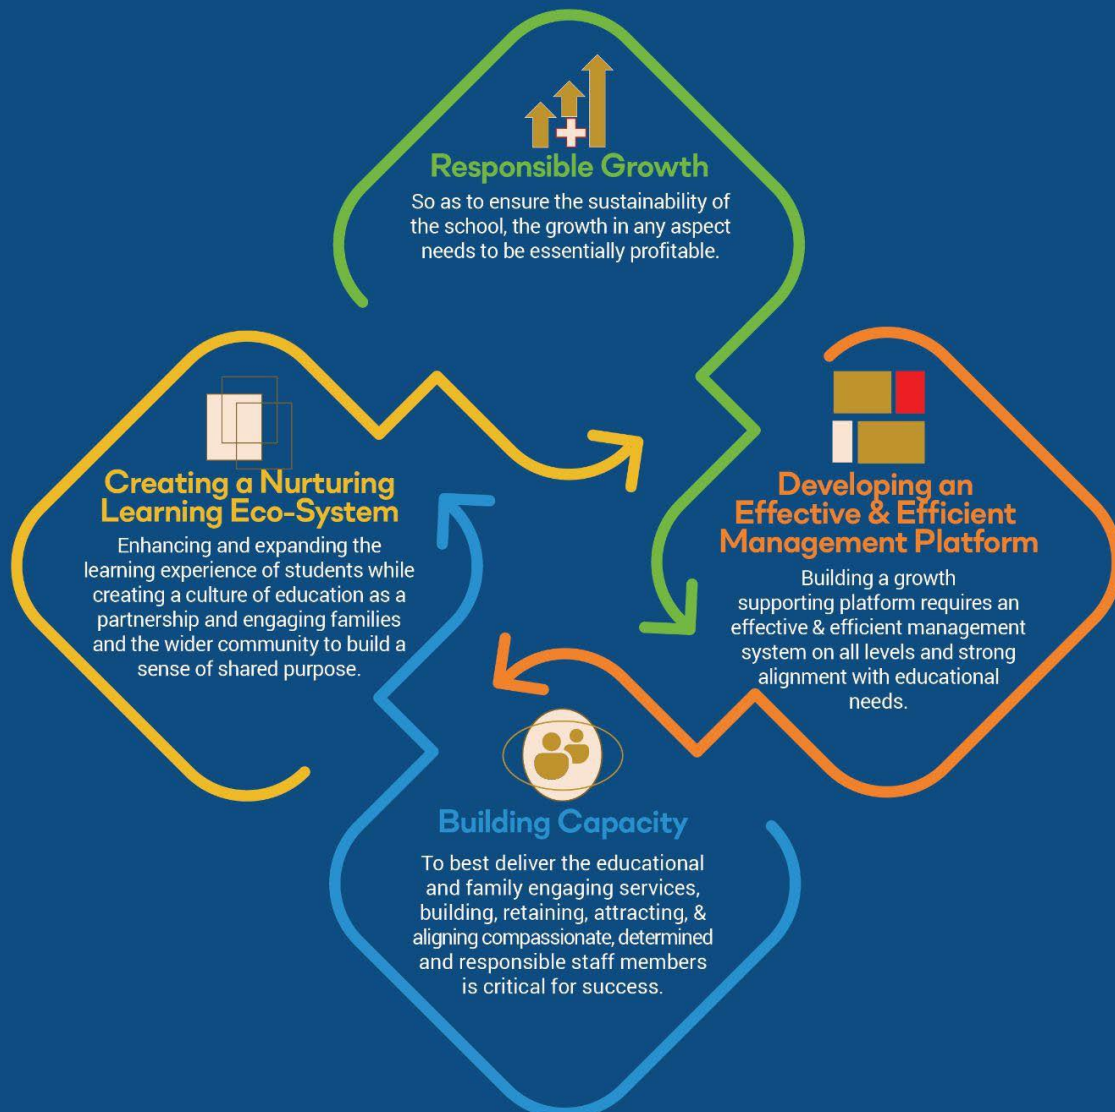 Responsible Growth
So as to ensure the sustainability of
the school, the growth in any aspect
needs to be essentially profitable.
Creating a Nurturing
Learning Eco-System
Enhancing and expanding the
learning experience of students while
creating a culture of education as a
partnership and engaging families
and the wider community to build a
sense of shared purpose.
Developing an
Effective & Efficient
Management Platform
Building a growth
supporting platform requires an
effective & efficient management
system on all levels and strong
alignment with educational
needs.
Building Capacity
To best deliver the educational
and family engaging services,
building, retaining, attracting, &
aligning compassionate, determined
and responsible staff members
is critical for success.